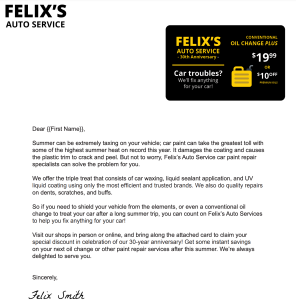 FELIX'S
AUTO SERVICE
FELIX'S
AUTO SERVICE
- 30th Anniversary -
Car troubles?
We'll fix anything
for your car!
CONVENTIONAL
OIL CHANGE PLUS
$19.99
OR
$10 OFF
Dear {{First Name}},
Summer can be extremely taxing on your vehicle; car paint can take the greatest toll with
some of the highest summer heat on record this year. It damages the coating and causes
the plastic trim to crack and peel. But not to worry, Felix's Auto Service car paint repair
specialists can solve the problem for you.
We offer the triple treat that consists of car waxing, liquid sealant application, and UV
liquid coating using only the most efficient and trusted brands. We also do quality repairs
on dents, scratches, and buffs.
So if you need to shield your vehicle from the elements, or even a conventional oil
change to treat your car after a long summer trip, you can count on Felix's Auto Services
to help you fix anything for your car!
Visit our shops in person or online, and bring along the attached card to claim your
special discount in celebration of our 30-year anniversary! Get some instant savings
on your next oil change or other paint repair services after this summer. We're always
delighted to serve you.
Sincerely,
Felix Smith